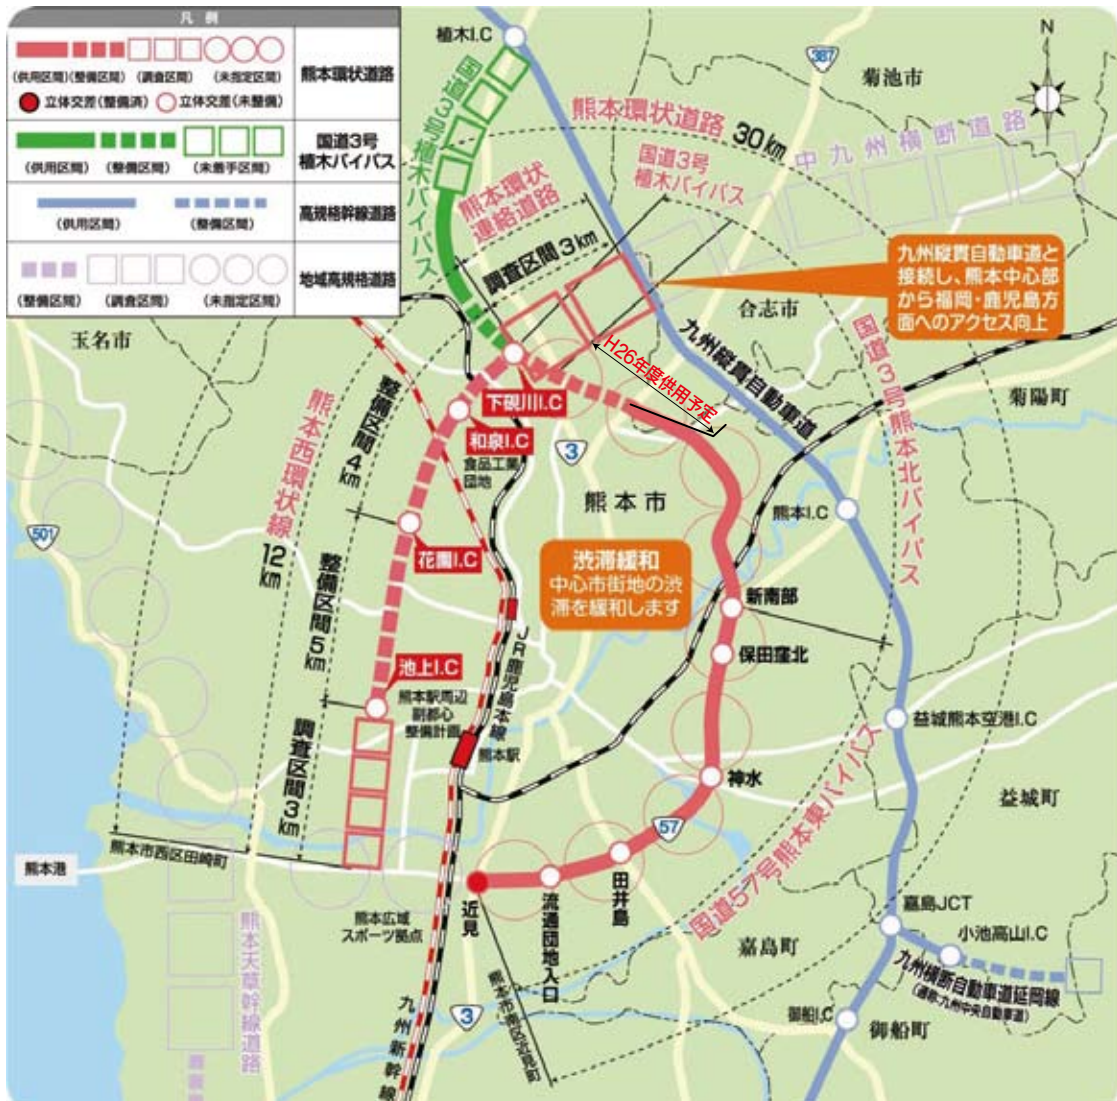 凡例
(供用区間)(整備区間)(調査区間)(未指定区間)
熊本環状道路
立体交差(整備済)
立体交差(未整備)
(供用区間)(整備区間)(未着手区間)
国道3号
植木バイパス
(供用区間)(整備区間)
高規格幹線道路
(整備区間)(調査区間)(未指定区間)
地域高規格道路
植木I.C
387
菊池市
N
国道3号植木バイパス
熊本環状道路
30km
中九州横断道路
国道3号
植木バイパス
熊本環状
連絡道路
調査区間3km
九州縦貫自動車道と
接続し、熊本中心部
から福岡・鹿児島方
面へのアクセス向上
合志市
玉名市
九州縦貫自動車道
国道3号熊本北バイパス
H26年度供用予定
菊陽町
下硯川I.C
和泉I.C
食品工業
団地
3
熊本市
熊本西環状線
12
km
整備区間4
km
501
花園I.C
熊本I.C
渋滞緩和
中心市街地の渋
滞を緩和します
整備区間5
km
新南部
保田窪北
JR鹿児島本線
池上I.C
熊本駅周辺
副都心
整備計画
熊本駅
益城熊本空港I.C
調査区間3
km
神水
益城町
57
国道57号熊本東バイパス
熊本市西区田崎町
熊本港
田井島
近見
流通団地入口
熊本広域
スポーツ拠点
嘉島JCT
小池高山I.C
嘉島町
九州横断自動車道延岡線
(通称:九州中央自動車道)
熊本天草幹線道路
3
御船I.C
御船町
九州新幹線